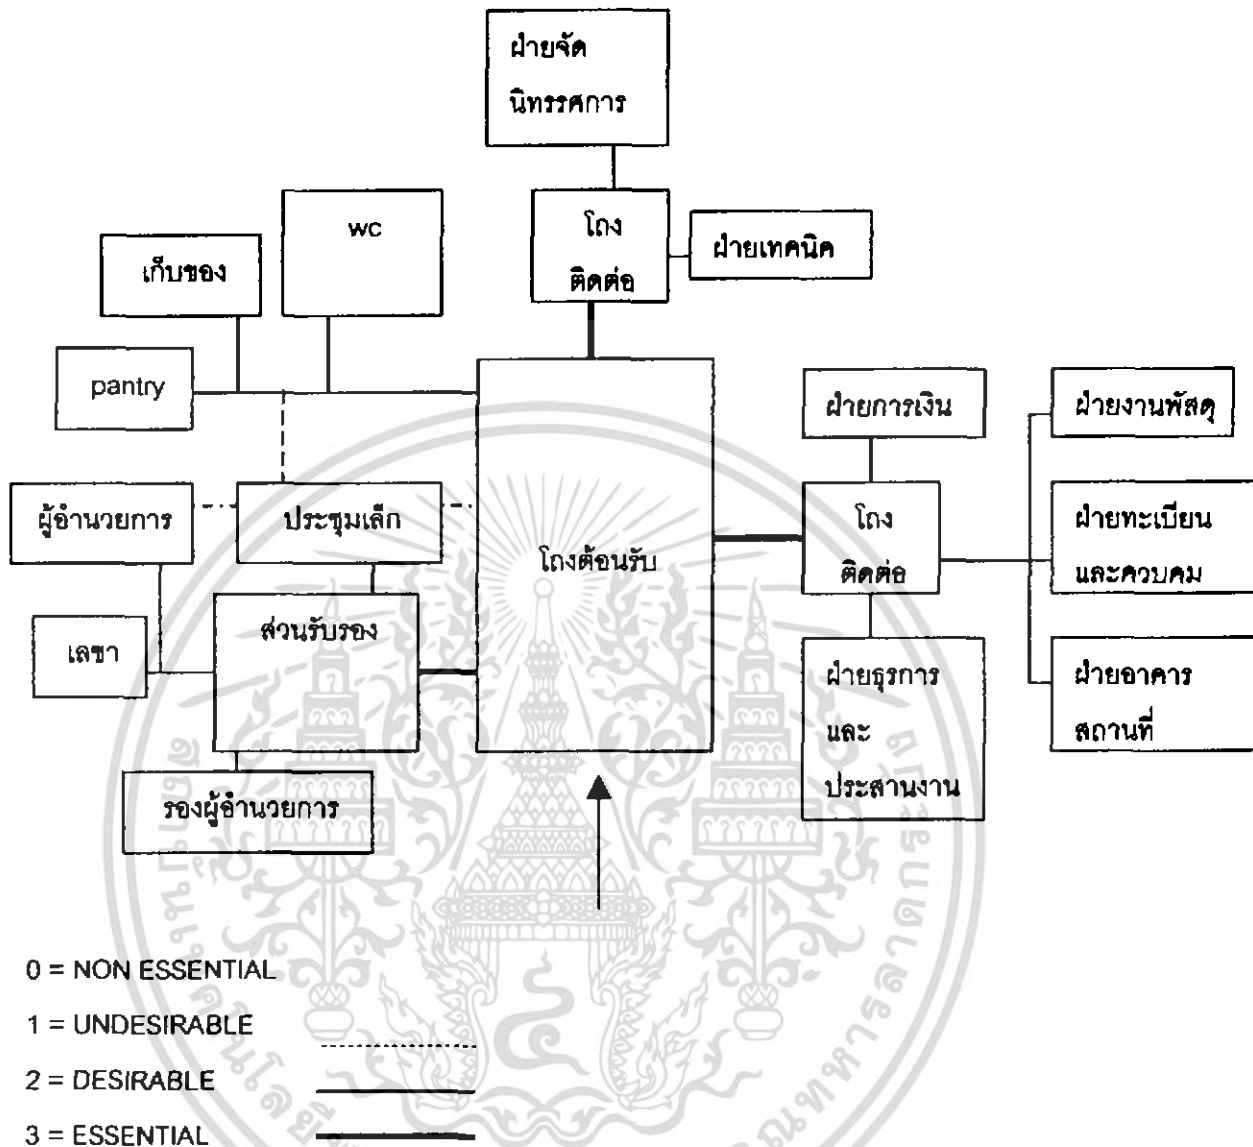 ฝ่ายจัด
นิทรรศการ
wc
โถง
ติดต่อ
ฝ่ายเทคนิค
เก็บของ
pantry
ฝ่ายการเงิน
ฝ่ายงานพัสดุ
ผู้อำนวยการ
ประชุมเล็ก
โถงต้อนรับ
โถง
ติดต่อ
ฝ่ายทะเบียน
และควบคม
เลขา
ส่วนรับรอง
ฝ่ายธุรการ
และ
ประสานงาน
ฝ่ายอาคาร
สถานที่
รองผู้อำนวยการ
0 = NON ESSENTIAL
1 = UNDESIRABLE
2 = DESIRABLE
3 = ESSENTIAL